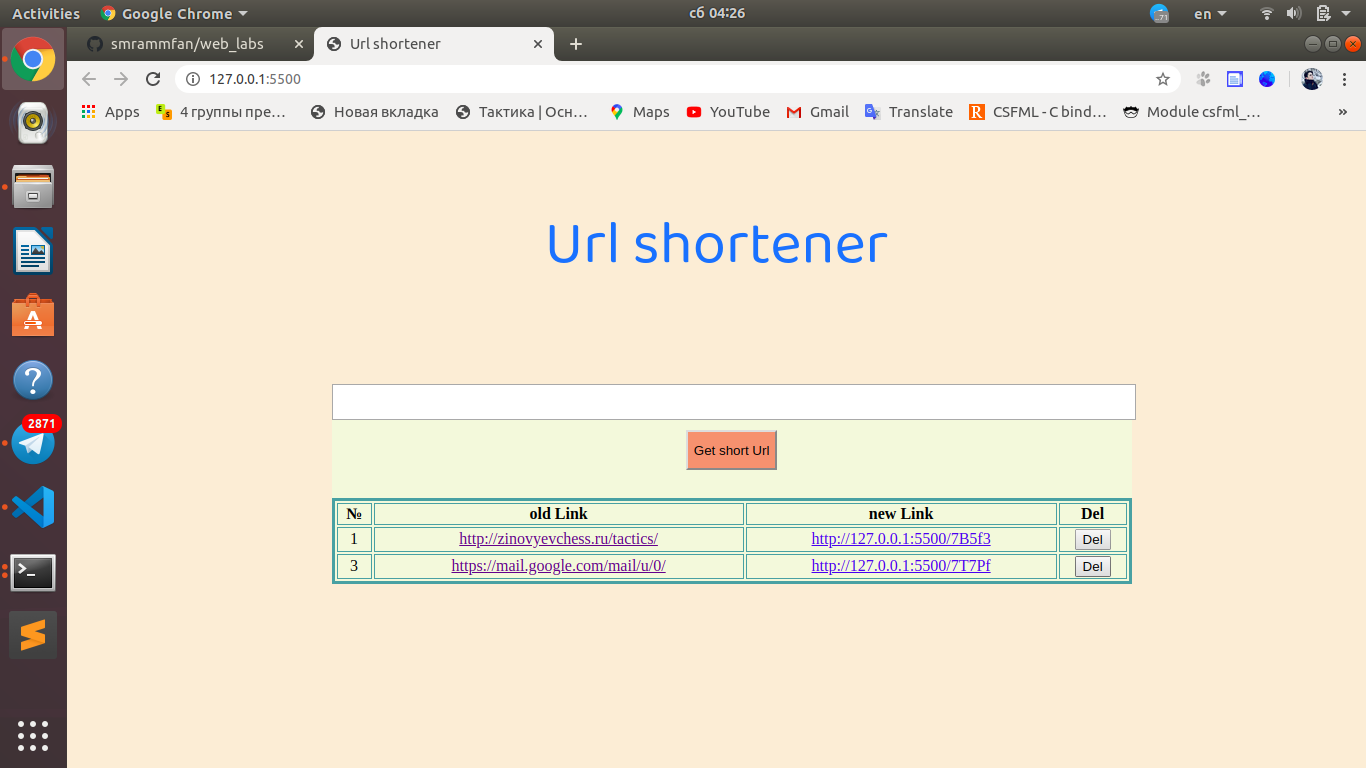 Activities Google Chrome сб 04:26 71 en
smrammfan/web_labs Url shortener
127.0.0.1:5500
Apps 4 группы пре… Новая вкладка Тактика | Осн… Maps YouTube Gmail Translate CSFML - C bind… Module csfml_… »
Url shortener
Get short Url
№ old Link new Link Del
1 http://zinovyevchess.ru/tactics/ http://127.0.0.1:5500/7B5f3 Del
3 https://mail.google.com/mail/u/0/ http://127.0.0.1:5500/7T7Pf Del
2871